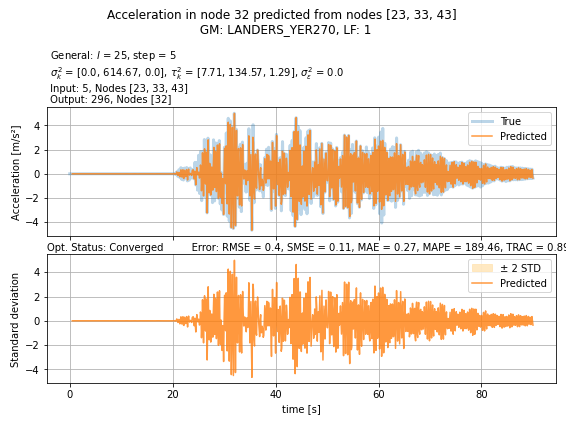 Acceleration in node 32 predicted from nodes [23, 33, 43]
GM: LANDERS_YER270, LF: 1
General: l = 25, step = 5
σ²ₖ = [0.0, 614.67, 0.0], τ²ₖ = [7.71, 134.57, 1.29], σ²ε = 0.0
Input: 5, Nodes [23, 33, 43]
Output: 296, Nodes [32]
Acceleration [m/s²]
4
2
0
−2
−4
True
Predicted
Opt. Status: Converged Error: RMSE = 0.4, SMSE = 0.11, MAE = 0.27, MAPE = 189.46, TRAC = 0.89
Standard deviation
4
2
0
−2
−4
± 2 STD
Predicted
0 20 40 60 80
time [s]